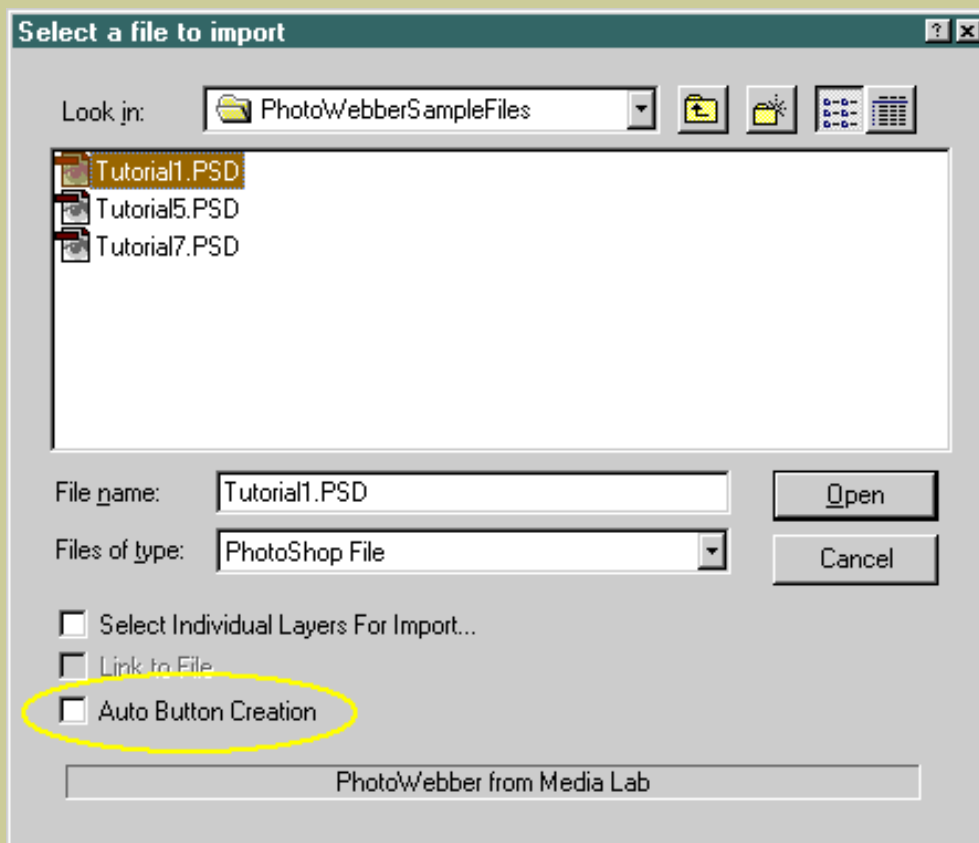 Select a file to import
Look in: PhotoWebberSampleFiles
Tutorial1.PSD
Tutorial5.PSD
Tutorial7.PSD
File name: Tutorial1.PSD Open
Files of type: PhotoShop File Cancel
Select Individual Layers For Import...
Link to File
Auto Button Creation
PhotoWebber from Media Lab